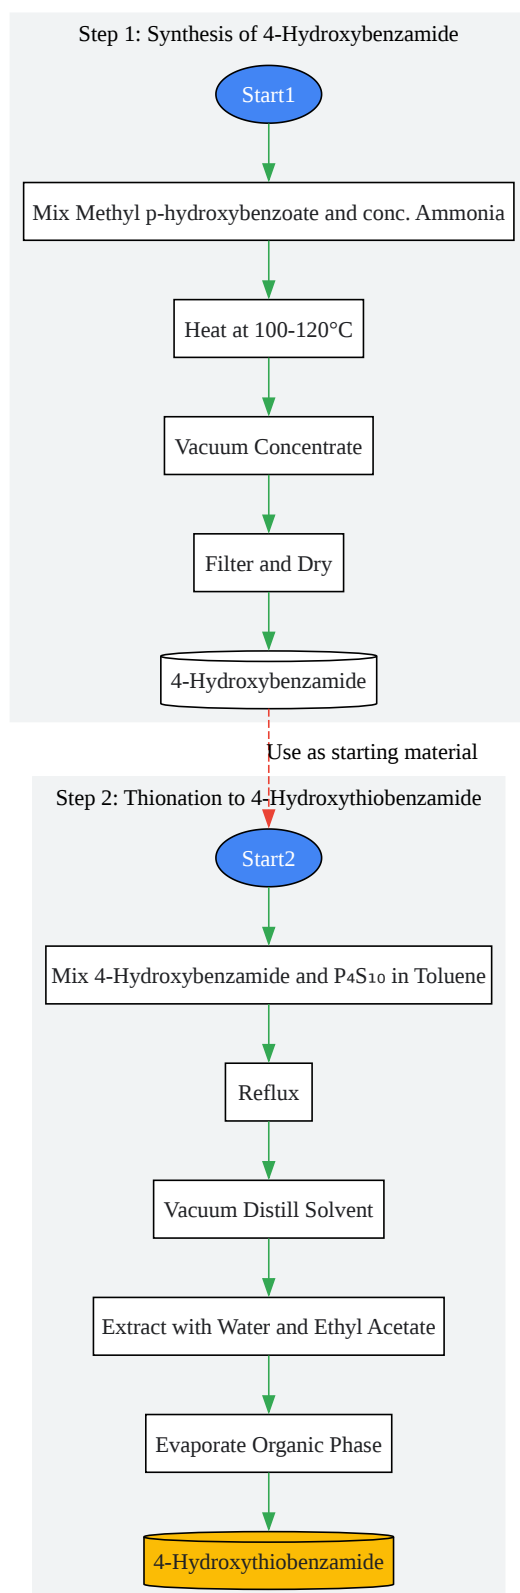 Step 1: Synthesis of 4-Hydroxybenzamide
Start1
Mix Methyl p-hydroxybenzoate and conc. Ammonia
Heat at 100-120°C
Vacuum Concentrate
Filter and Dry
4-Hydroxybenzamide
Use as starting material
Step 2: Thionation to 4-Hydroxythiobenzamide
Start2
Mix 4-Hydroxybenzamide and P₄S₁₀ in Toluene
Reflux
Vacuum Distill Solvent
Extract with Water and Ethyl Acetate
Evaporate Organic Phase
4-Hydroxythiobenzamide